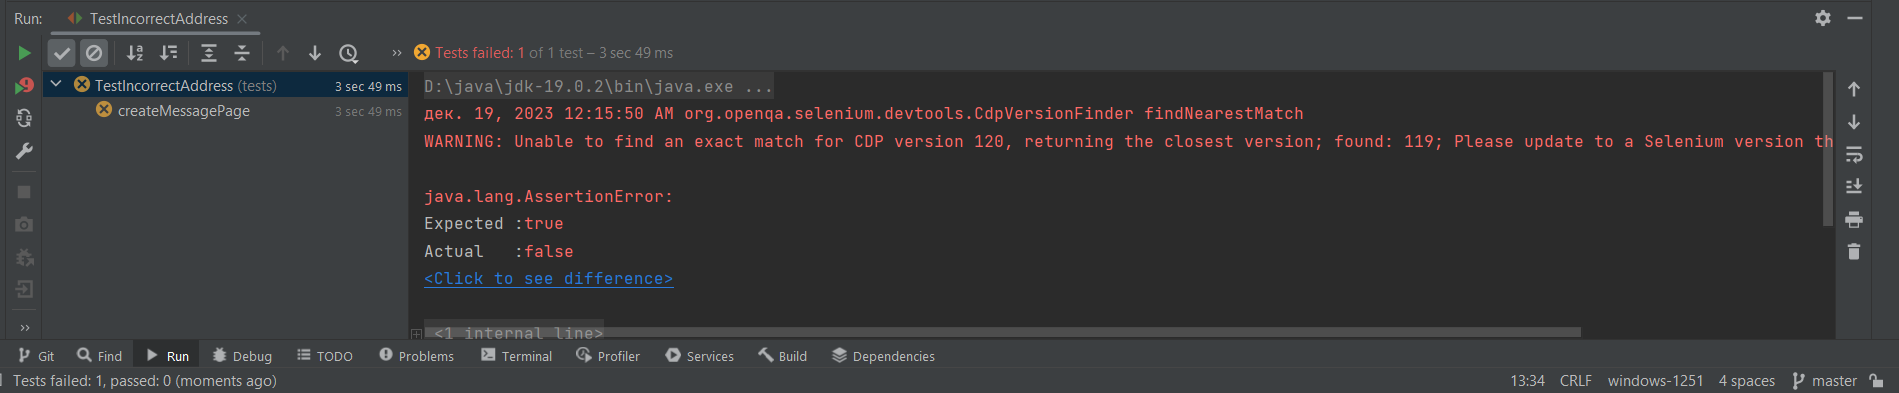 Run: TestIncorrectAddress
Tests failed: 1 of 1 test – 3 sec 49 ms
TestIncorrectAddress (tests) 3 sec 49 ms
createMessagePage 3 sec 49 ms
D:\java\jdk-19.0.2\bin\java.exe ...
дек. 19, 2023 12:15:50 AM org.openqa.selenium.devtools.CdpVersionFinder findNearestMatch
WARNING: Unable to find an exact match for CDP version 120, returning the closest version; found: 119; Please update to a Selenium version th
java.lang.AssertionError:
Expected :true
Actual :false
<Click to see difference>
<1 internal line>
Git Find Run Debug TODO Problems Terminal Profiler Services Build Dependencies
Tests failed: 1, passed: 0 (moments ago) 13:34 CRLF windows-1251 4 spaces master